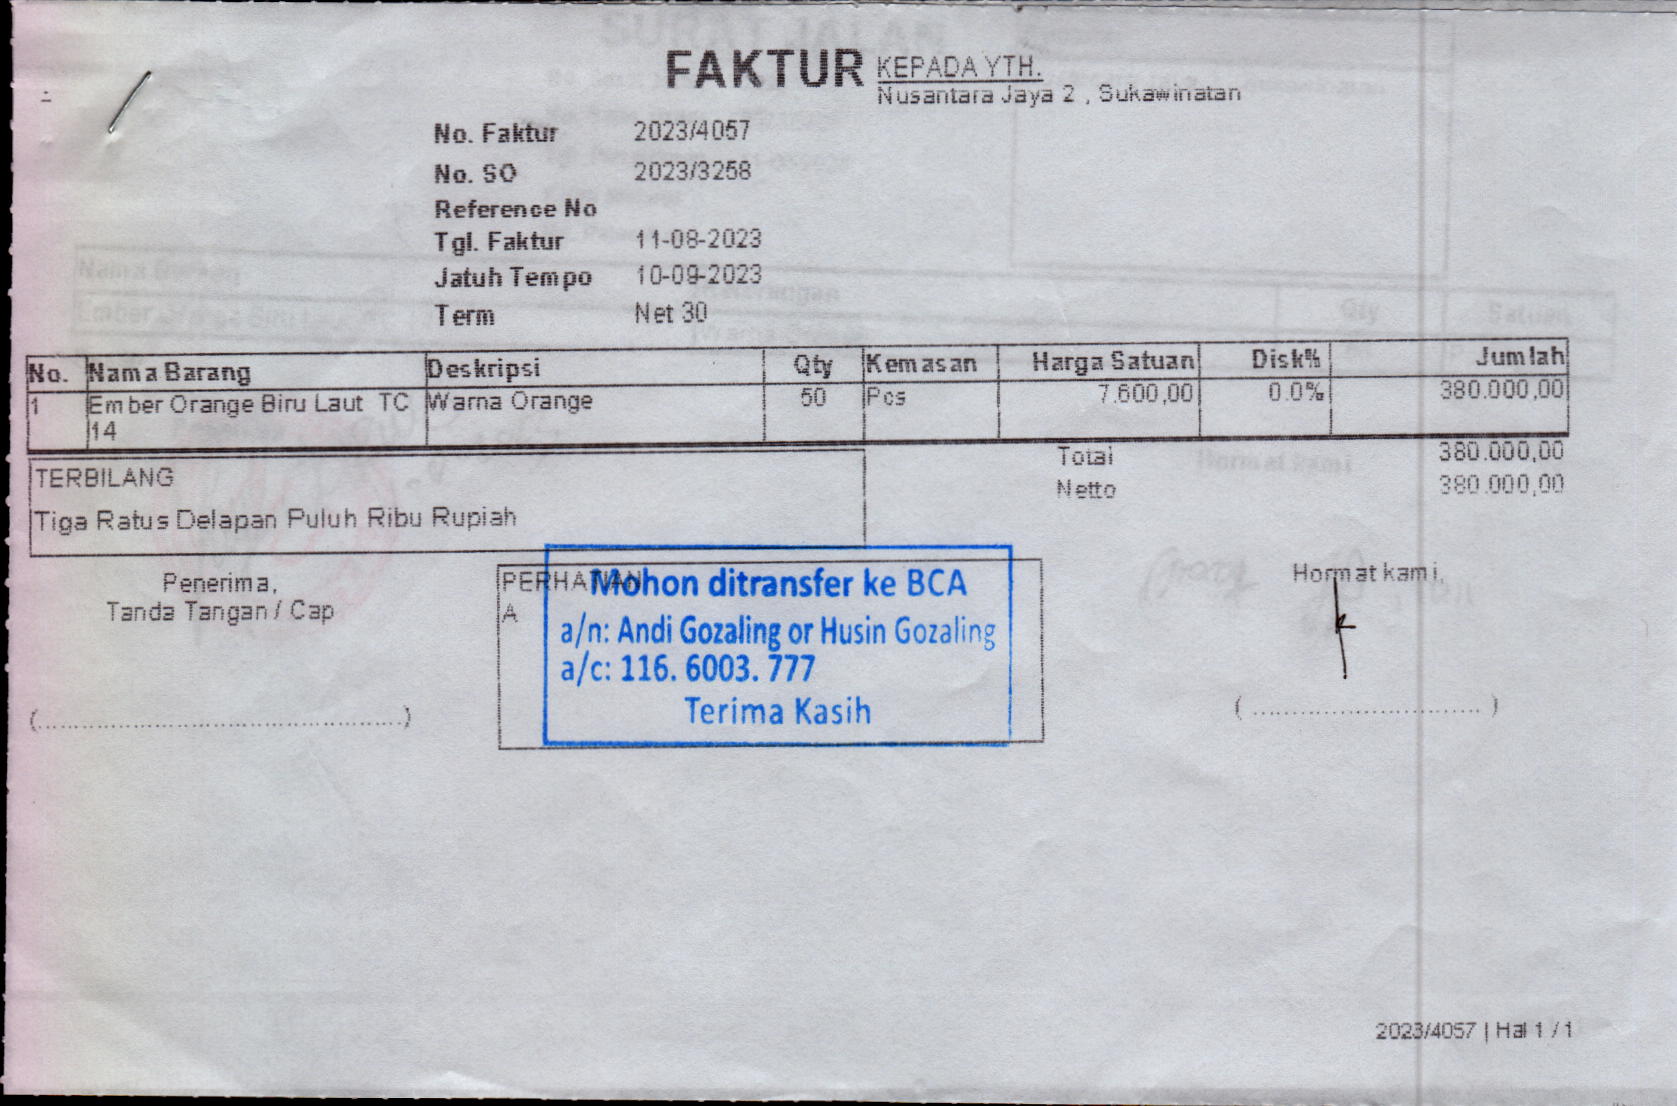 FAKTUR
KEPADA YTH.
Nusantara Jaya 2 , Sukawinatan
No. Faktur 2023/4057
No. SO 2023/3258
Reference No
Tgl. Faktur 11-08-2023
Jatuh Tempo 10-09-2023
Term Net 30
No. Nama Barang Deskripsi Qty Kemasan Harga Satuan Disk% Jumlah
1 Ember Orange Biru Laut TC Warna Orange 50 Pcs 7.600,00 0.0% 380.000,00
14
Total 380.000,00
Netto 380.000,00
TERBILANG
Tiga Ratus Delapan Puluh Ribu Rupiah
Penerima,
Tanda Tangan / Cap
(............................................)
PERHATIAN
A
Mohon ditransfer ke BCA
a/n: Andi Gozaling or Husin Gozaling
a/c: 116. 6003. 777
Terima Kasih
Hormat kami,
( ............................ )
2023/4057 | Hal 1 / 1